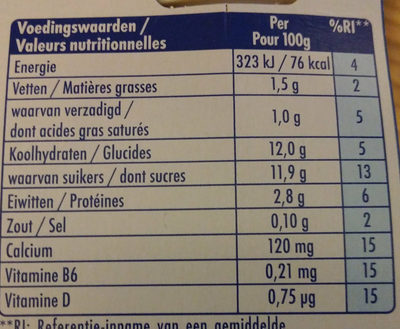 Voedingswaarden /
Valeurs nutritionnelles
Per
Pour 100g
%RI**
Energie 323 kJ / 76 kcal 4
Vetten / Matières grasses 1,5 g 2
waarvan verzadigd /
dont acides gras saturés 1,0 g 5
Koolhydraten / Glucides 12,0 g 5
waarvan suikers / dont sucres 11,9 g 13
Eiwitten / Protéines 2,8 g 6
Zout / Sel 0,10 g 2
Calcium 120 mg 15
Vitamine B6 0,21 mg 15
Vitamine D 0,75 µg 15
**RI: Referentie-inname van een gemiddelde